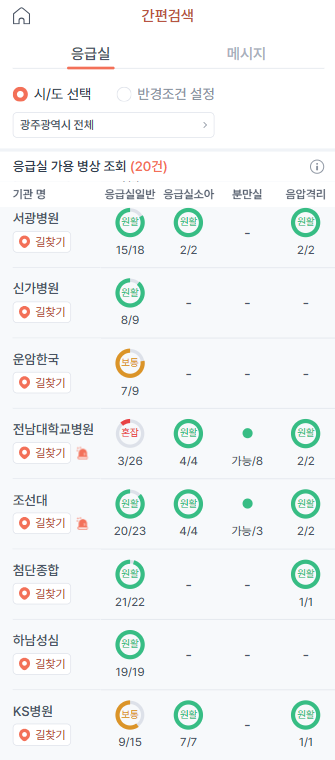 간편검색
응급실 메시지
시/도 선택 반경조건 설정
광주광역시 전체
응급실 가용 병상 조회 (20건)
기관 명 응급실일반 응급실소아 분만실 음압격리
서광병원 원활 원활 - 원활
길찾기 15/18 2/2 2/2
신가병원 원활 - - -
길찾기 8/9
운암한국 보통 - - -
길찾기 7/9
전남대학교병원 혼잡 원활 원활
길찾기 3/26 4/4 가능/8 2/2
조선대 원활 원활 원활
길찾기 20/23 4/4 가능/3 2/2
첨단종합 원활 - - 원활
길찾기 21/22 1/1
하남성심 원활 - - -
길찾기 19/19
KS병원 보통 원활 - 원활
길찾기 9/15 7/7 1/1